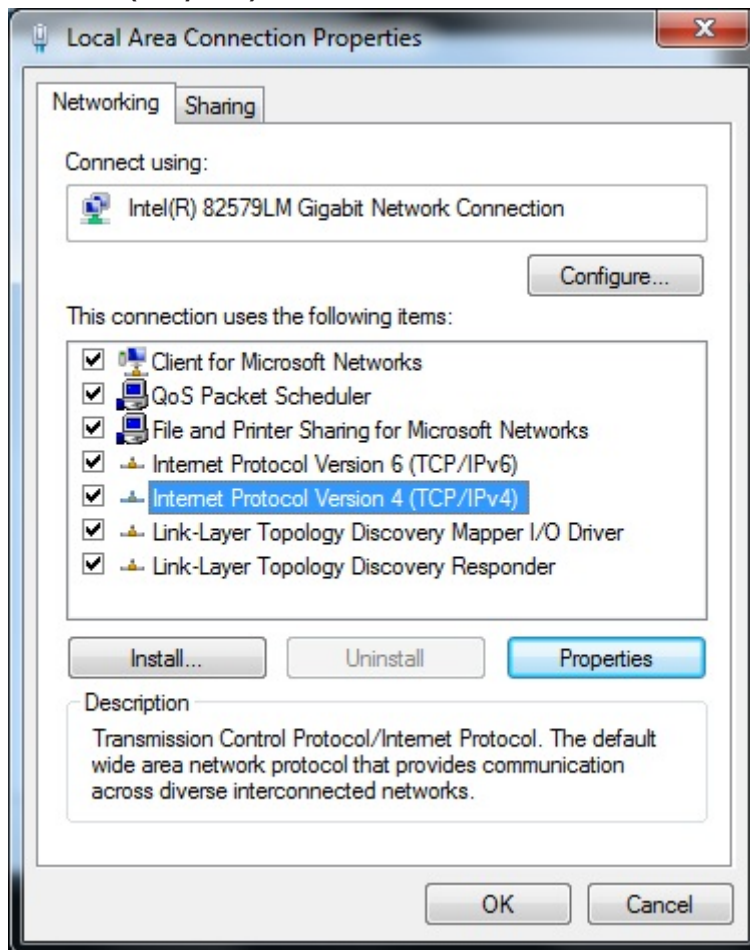 Local Area Connection Properties
Networking
Sharing
Connect using:
Intel(R) 82579LM Gigabit Network Connection
Configure...
This connection uses the following items:
Client for Microsoft Networks
QoS Packet Scheduler
File and Printer Sharing for Microsoft Networks
Internet Protocol Version 6 (TCP/IPv6)
Internet Protocol Version 4 (TCP/IPv4)
Link-Layer Topology Discovery Mapper I/O Driver
Link-Layer Topology Discovery Responder
Install...
Uninstall
Properties
Description
Transmission Control Protocol/Internet Protocol. The default
wide area network protocol that provides communication
across diverse interconnected networks.
OK
Cancel